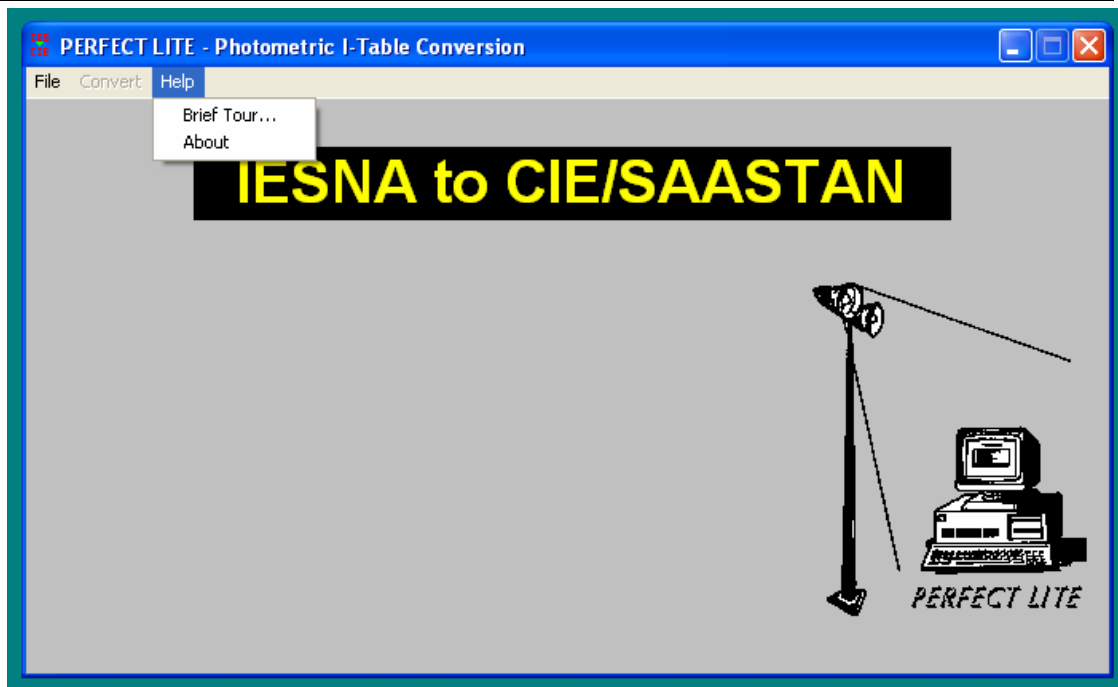 PERFECT LITE - Photometric I-Table Conversion
File Convert Help
Brief Tour...
About
IESNA to CIE/SAASTAN
PERFECT LITE